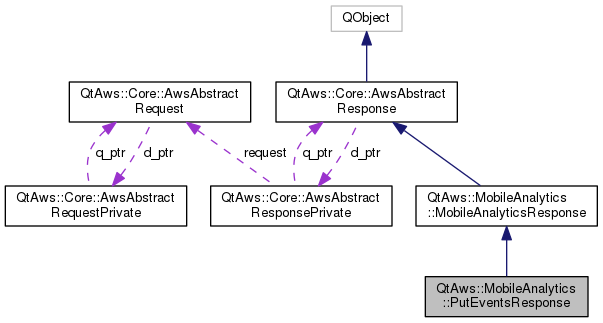 QObject
QtAws::Core::AwsAbstract
Request
QtAws::Core::AwsAbstract
Response
q_ptr
d_ptr
request
q_ptr
d_ptr
QtAws::Core::AwsAbstract
RequestPrivate
QtAws::Core::AwsAbstract
ResponsePrivate
QtAws::MobileAnalytics
::MobileAnalyticsResponse
QtAws::MobileAnalytics
::PutEventsResponse